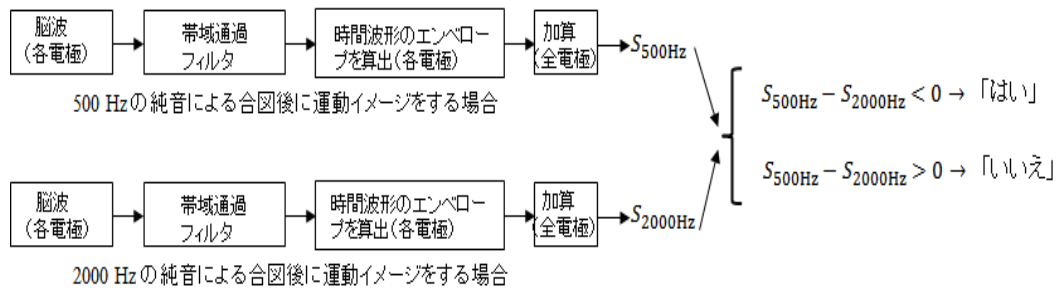 脳波
(各電極)
帯域通過
フィルタ
時間波形のエンベロー
プを算出(各電極)
加算
(全電極)
S500Hz
500 Hzの純音による合図後に運動イメージをする場合
脳波
(各電極)
帯域通過
フィルタ
時間波形のエンベロー
プを算出(各電極)
加算
(全電極)
S2000Hz
2000 Hzの純音による合図後に運動イメージをする場合
S500Hz − S2000Hz < 0 → 「はい」
S500Hz − S2000Hz > 0 → 「いいえ」